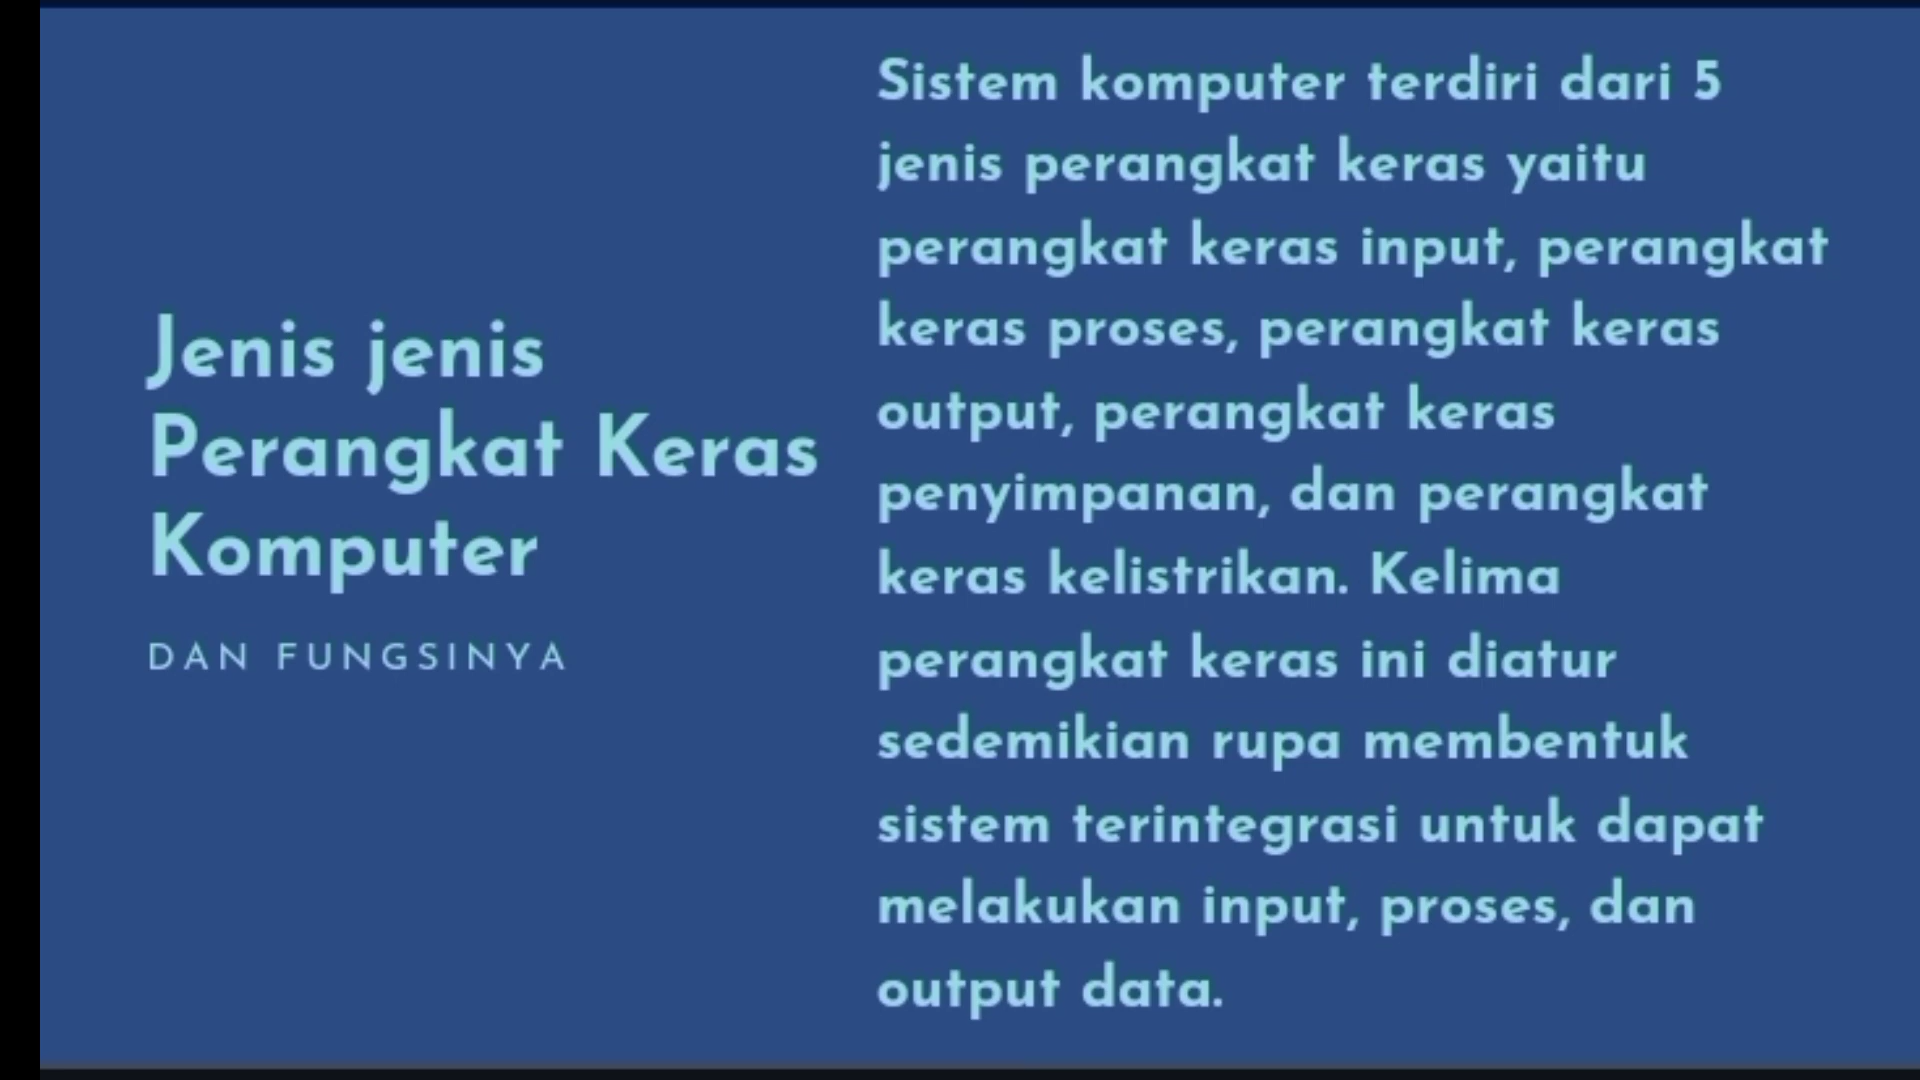 Jenis jenis
Perangkat Keras
Komputer
DAN FUNGSINYA
Sistem komputer terdiri dari 5
jenis perangkat keras yaitu
perangkat keras input, perangkat
keras proses, perangkat keras
output, perangkat keras
penyimpanan, dan perangkat
keras kelistrikan. Kelima
perangkat keras ini diatur
sedemikian rupa membentuk
sistem terintegrasi untuk dapat
melakukan input, proses, dan
output data.